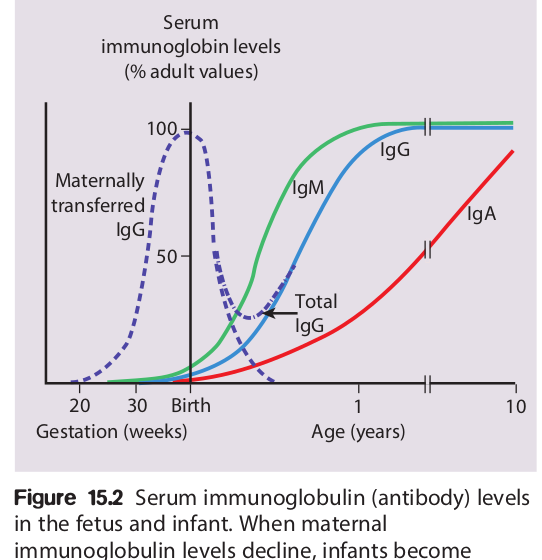 Serum
immunoglobin levels
(% adult values)
100
Maternally
transferred
IgG
50
IgM
IgG
IgA
Total
IgG
20 30 Birth 1 10
Gestation (weeks) Age (years)
Figure 15.2 Serum immunoglobulin (antibody) levels
in the fetus and infant. When maternal
immunoglobulin levels decline, infants become